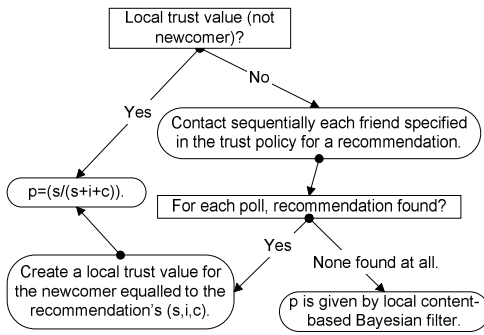 Local trust value (not
newcomer)?
No
Yes
Contact sequentially each friend specified
in the trust policy for a recommendation.
p=(s/(s+i+c)).
For each poll, recommendation found?
Yes
None found at all.
Create a local trust value for
the newcomer equalled to the
recommendation's (s,i,c).
p is given by local content-
based Bayesian filter.